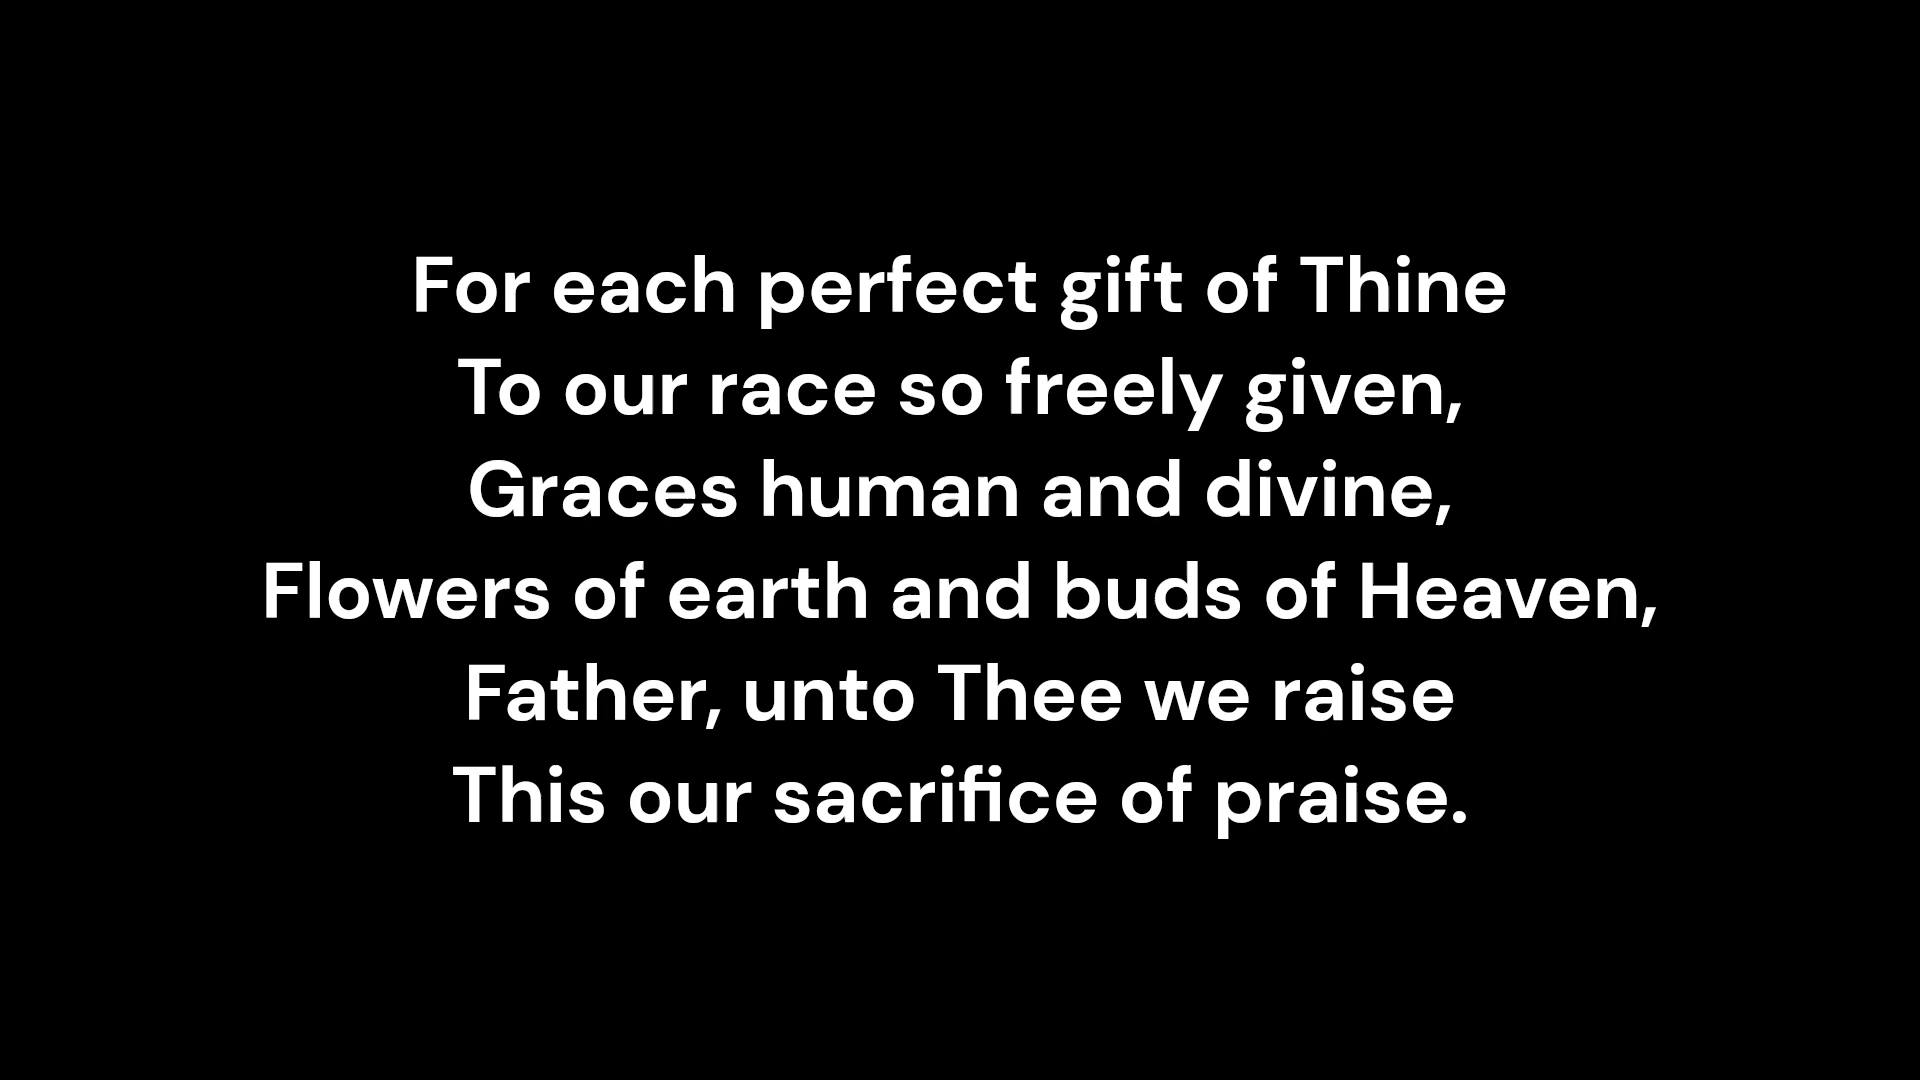 For each perfect gift of Thine
To our race so freely given,
Graces human and divine,
Flowers of earth and buds of Heaven,
Father, unto Thee we raise
This our sacrifice of praise.